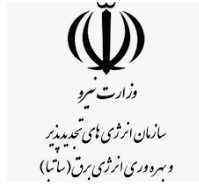 وزارت نیرو
سازمان انرژی های تجدیدپذیر
و بهره وری انرژی برق (ساتبا)